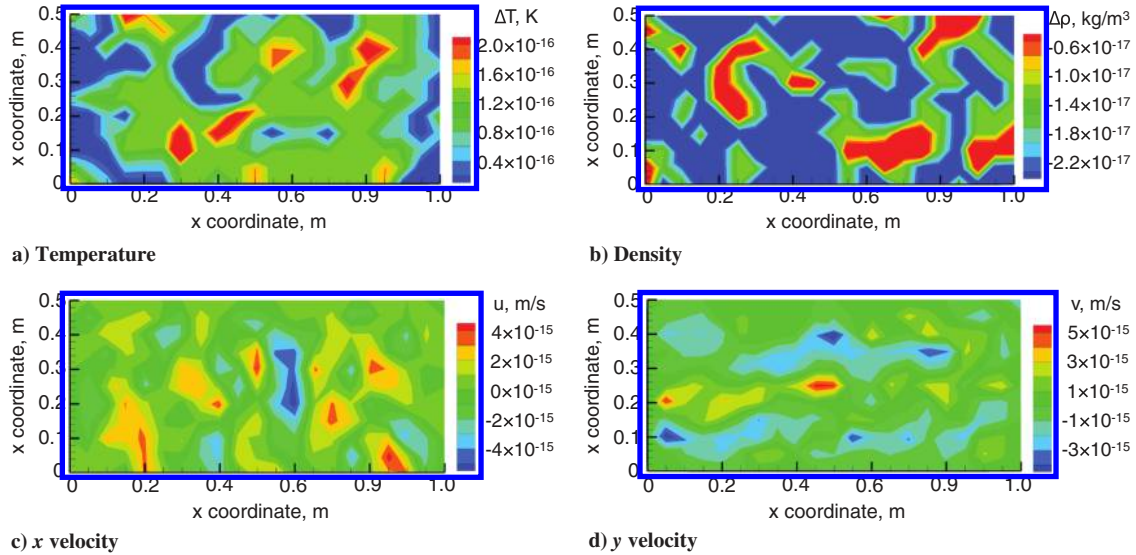 ΔT, K
0.5
0.4
0.3
0.2
0.1
0
x coordinate, m
2.0×10-16
1.6×10-16
1.2×10-16
0.8×10-16
0.4×10-16
0 0.2 0.4 0.6 0.8 1.0
x coordinate, m
a) Temperature
Δρ, kg/m³
0.5
0.4
0.3
0.2
0.1
0
x coordinate, m
-0.6×10-17
-1.0×10-17
-1.4×10-17
-1.8×10-17
-2.2×10-17
0 0.2 0.4 0.6 0.8 1.0
x coordinate, m
b) Density
u, m/s
0.5
0.4
0.3
0.2
0.1
0
x coordinate, m
4×10-15
2×10-15
0×10-15
-2×10-15
-4×10-15
0 0.2 0.4 0.6 0.8 1.0
x coordinate, m
c) x velocity
v, m/s
0.5
0.4
0.3
0.2
0.1
0
x coordinate, m
5×10-15
3×10-15
1×10-15
-1×10-15
-3×10-15
0 0.2 0.4 0.6 0.8 1.0
x coordinate, m
d) y velocity